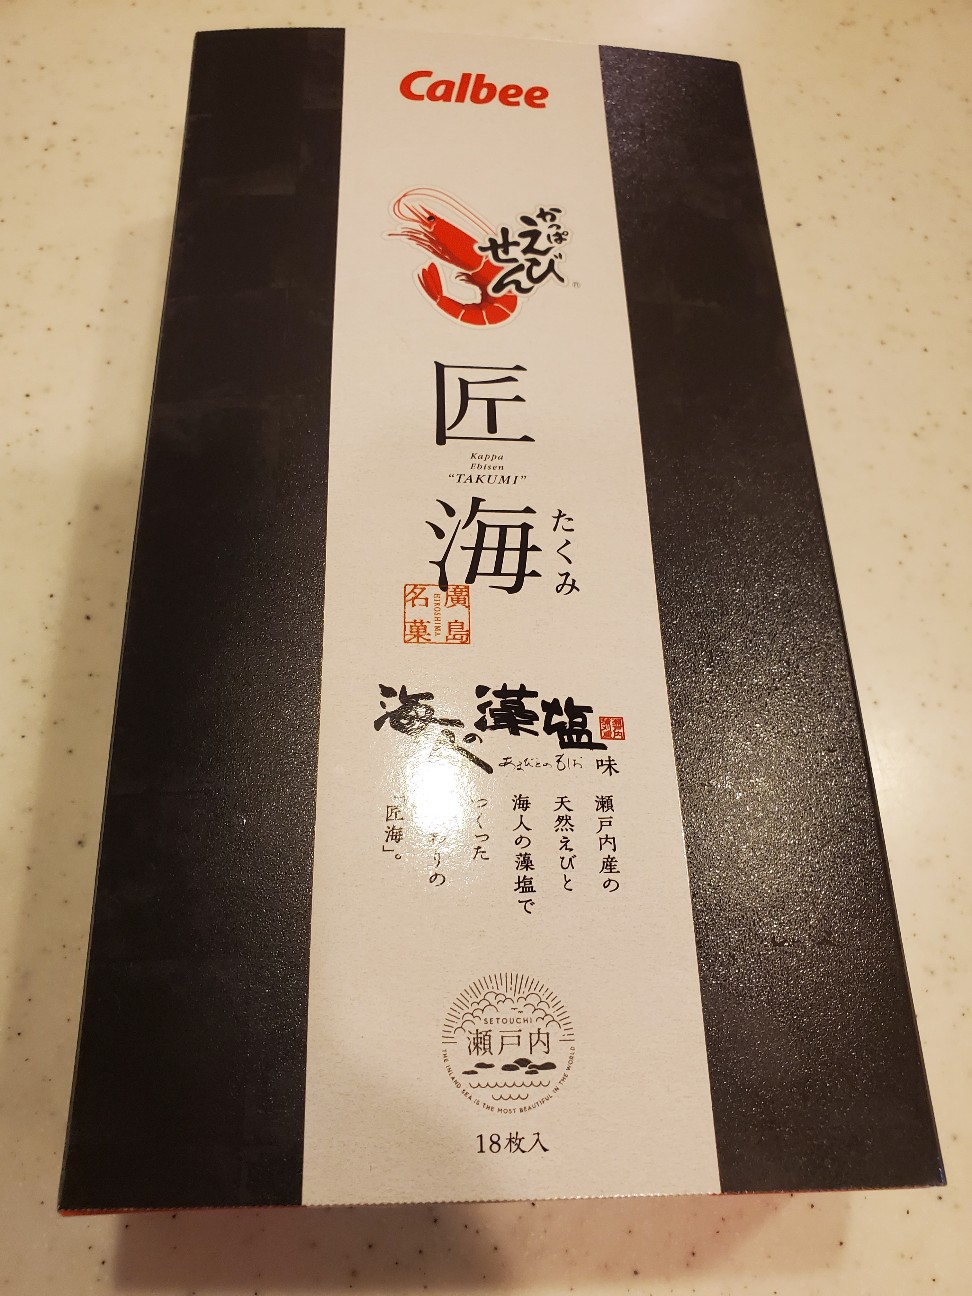 Calbee
かっぱ
えび
せん
®
匠
Kappa
Ebisen
"TAKUMI"
海
たくみ
廣島
HIROSHIMA
名菓
海人の藻塩
あまびとのもしお
味
瀬戸内産の
天然えびと
海人の藻塩で
つくった
りの
匠海」。
SETOUCHI
瀬戸内
THE INLAND SEA IS THE MOST BEAUTIFUL IN THE WORLD
18枚入